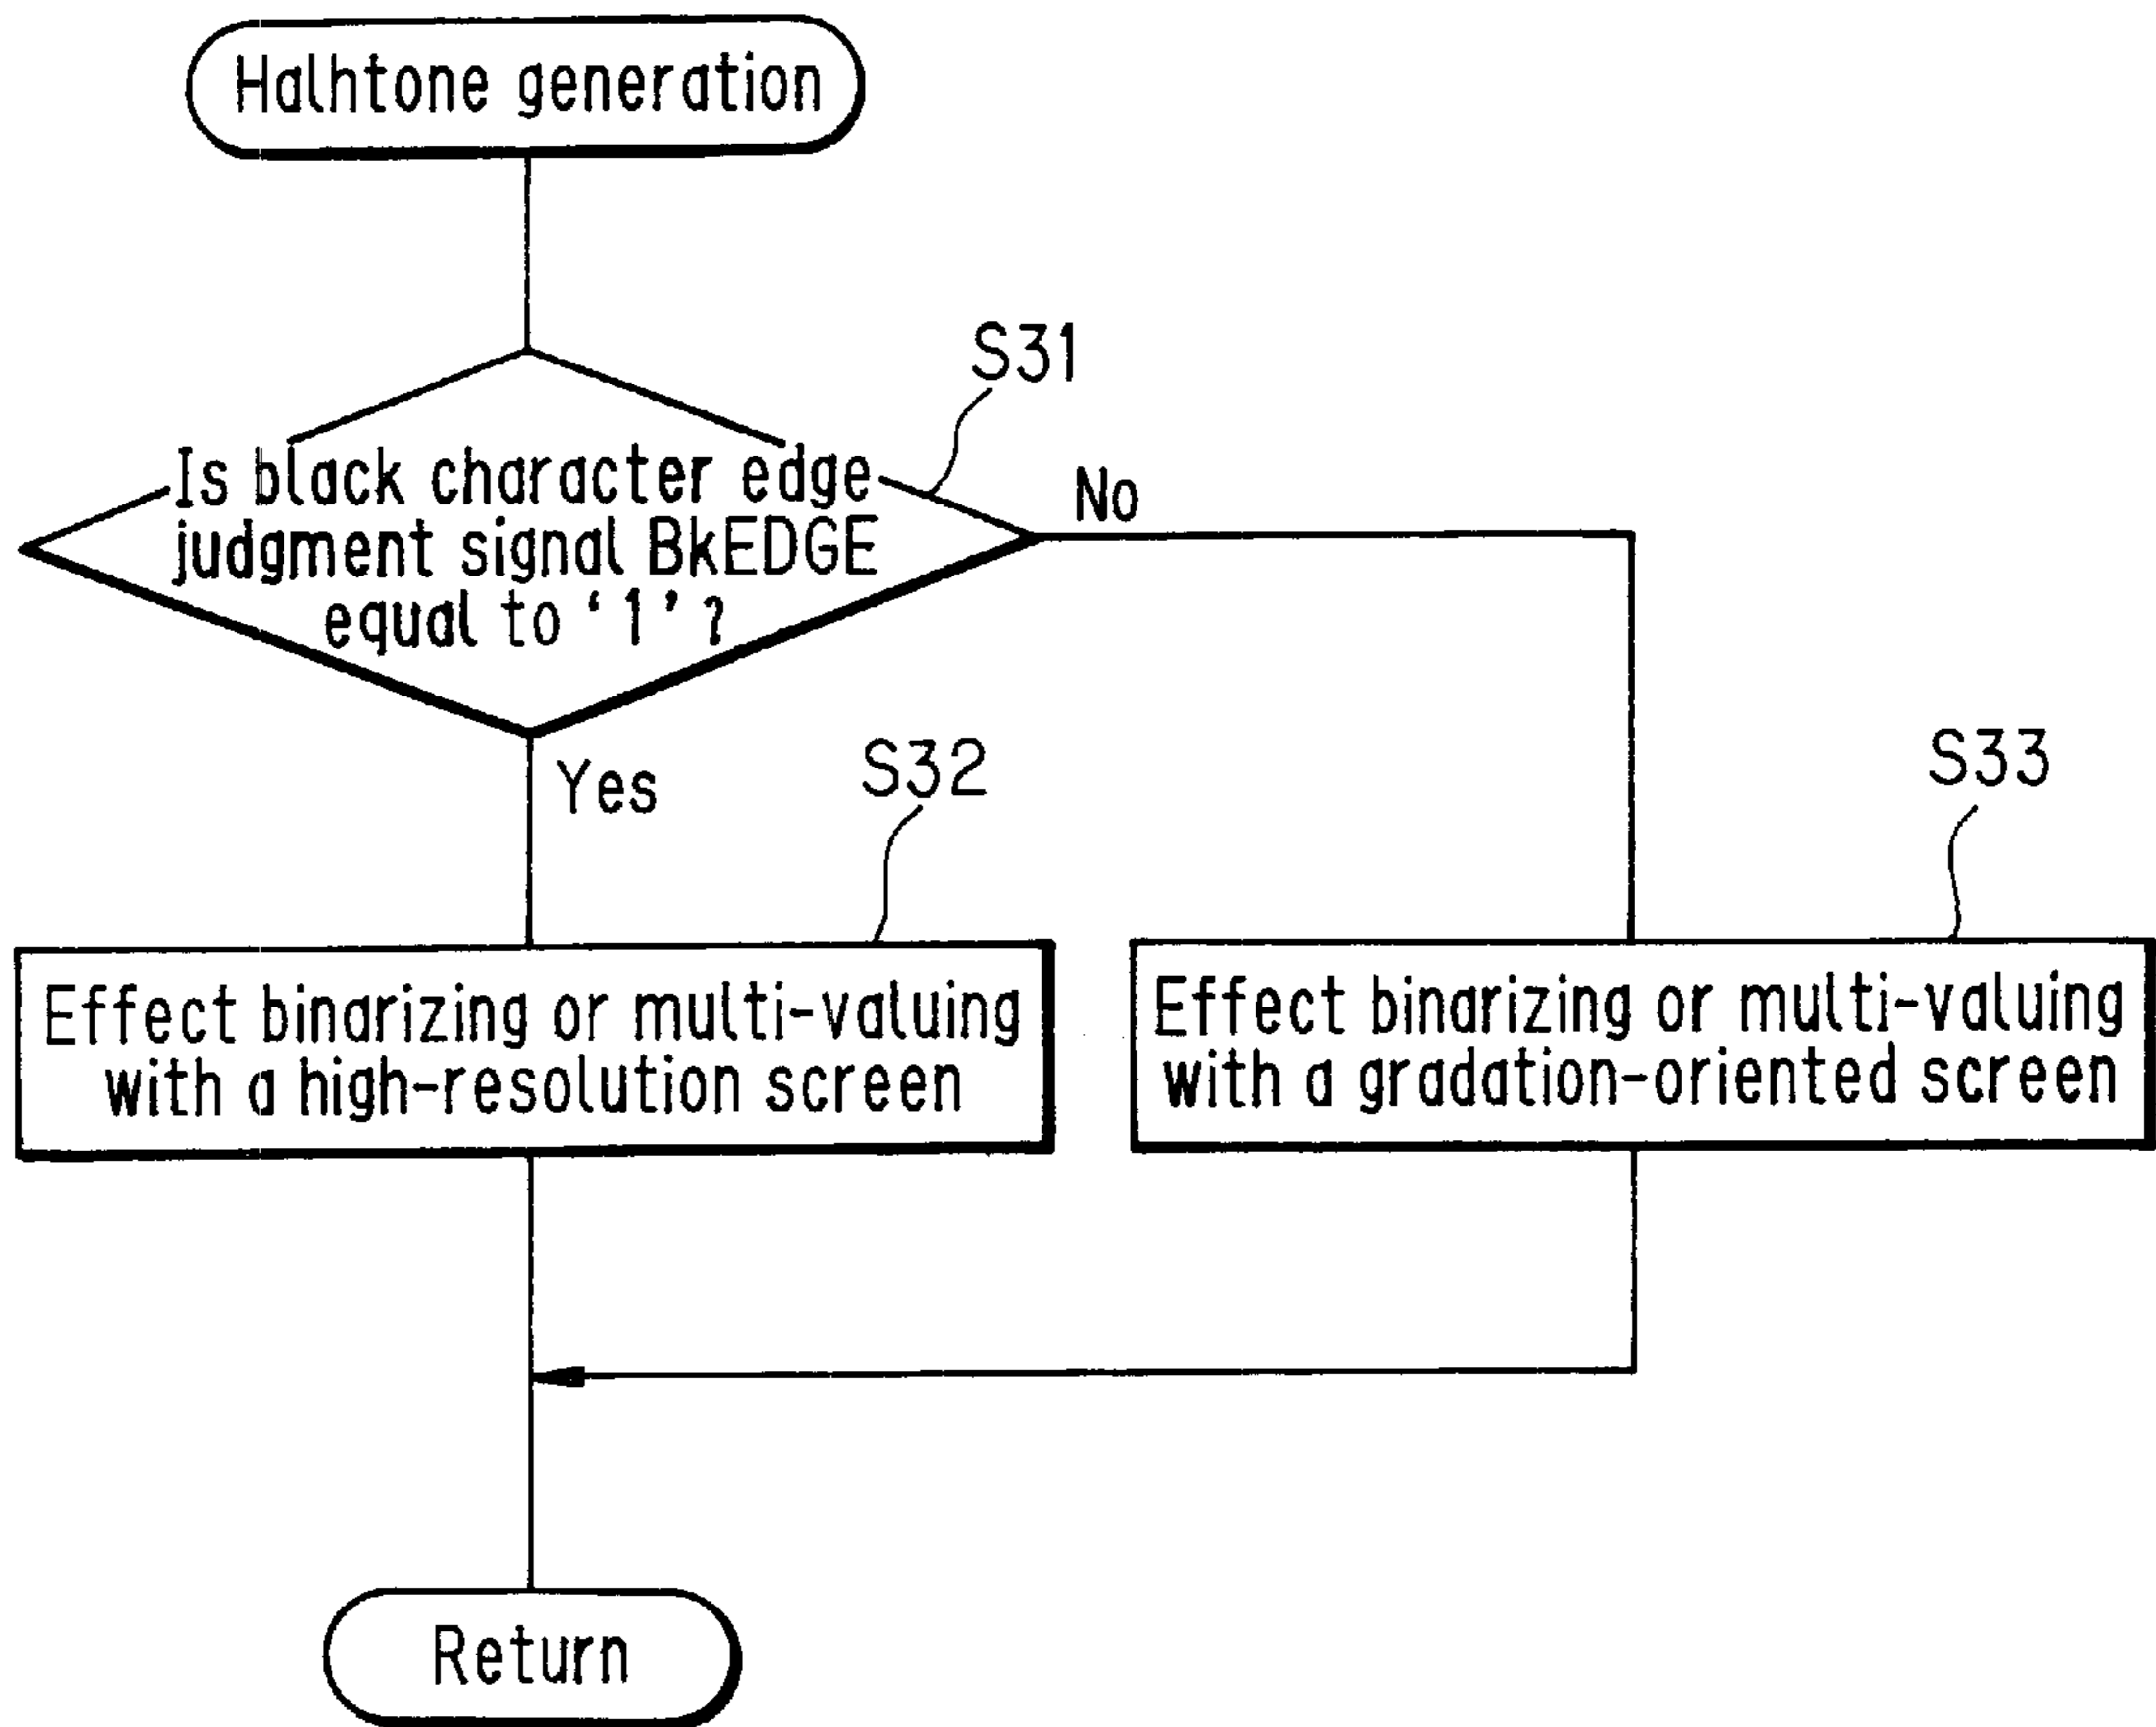 Halhtone generation
S31
Is black character edge
judgment signal BkEDGE
equal to ‘1’?
No
Yes
S32
S33
Effect binarizing or multi-valuing
with a high-resolution screen
Effect binarizing or multi-valuing
with a gradation-oriented screen
Return